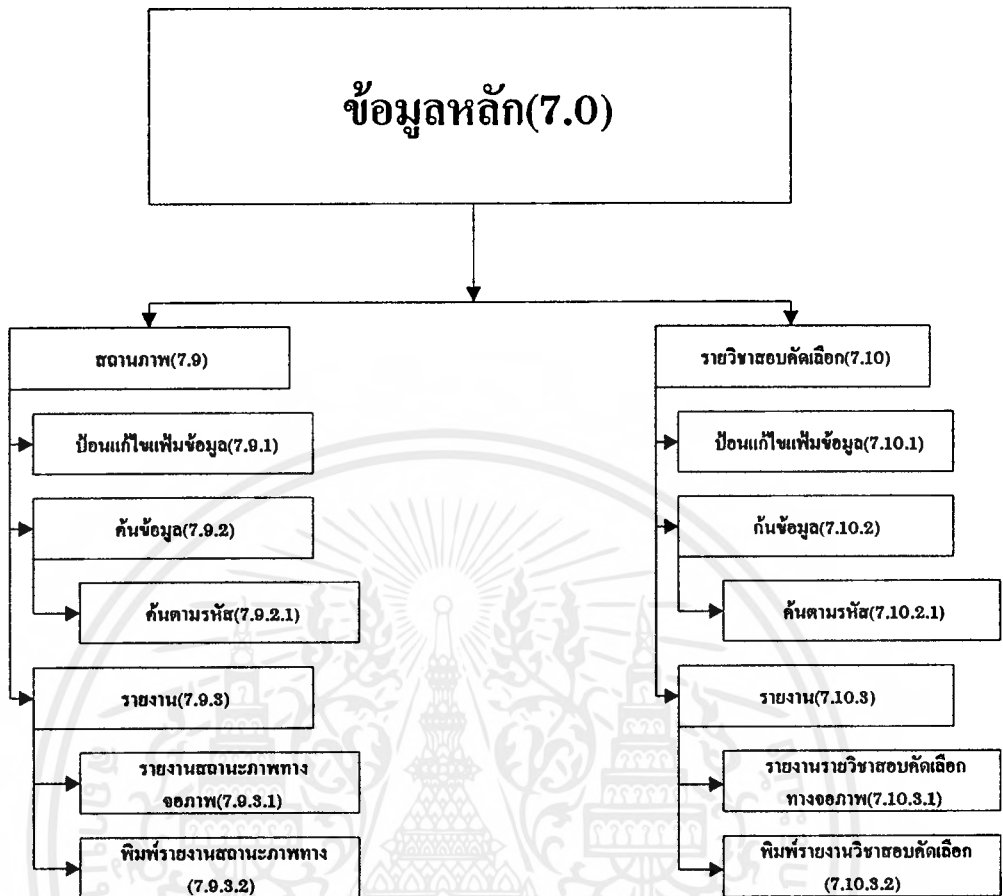 ข้อมูลหลัก(7.0)
สถานภาพ(7.9)
ป้อนแก้ไขแฟ้มข้อมูล(7.9.1)
ค้นข้อมูล(7.9.2)
ค้นตามรหัส(7.9.2.1)
รายงาน(7.9.3)
รายงานสถานะภาพทาง
จอภาพ(7.9.3.1)
พิมพ์รายงานสถานะภาพทาง
(7.9.3.2)
รายวิชาสอบคัดเลือก(7.10)
ป้อนแก้ไขแฟ้มข้อมูล(7.10.1)
ก้นข้อมูล(7.10.2)
ค้นตามรหัส(7.10.2.1)
รายงาน(7.10.3)
รายงานรายวิชาสอบคัดเลือก
ทางจอภาพ(7.10.3.1)
พิมพ์รายงานวิชาสอบคัดเลือก
(7.10.3.2)